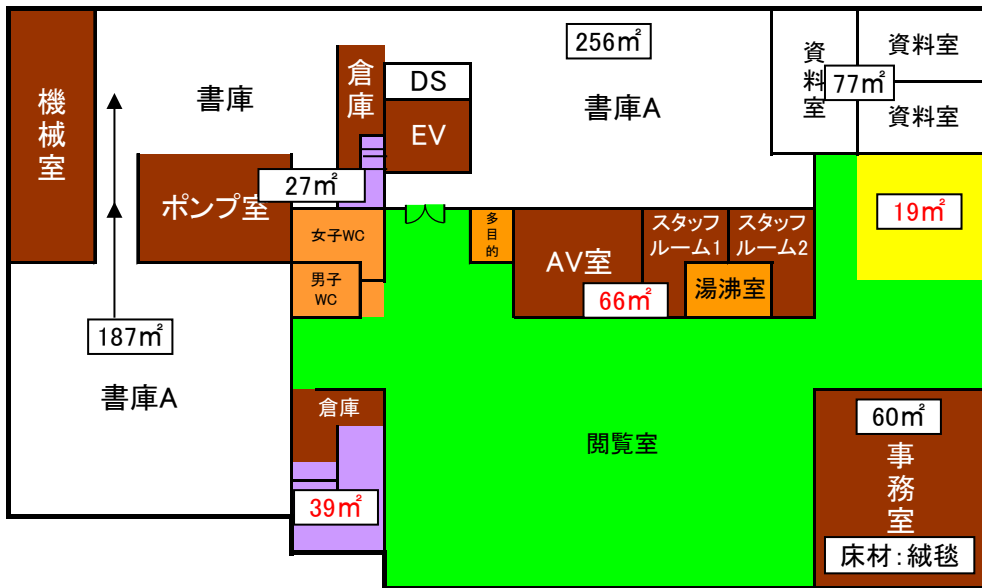 256㎡
資料室
資料室
77㎡
資料室
機械室
書庫
倉庫
DS
EV
書庫A
27㎡
ポンプ室
19㎡
女子WC
多目的
スタッフ
ルーム1
スタッフ
ルーム2
AV室
男子
WC
湯沸室
66㎡
187㎡
書庫A
倉庫
60㎡
閲覧室
事務室
39㎡
床材:絨毯